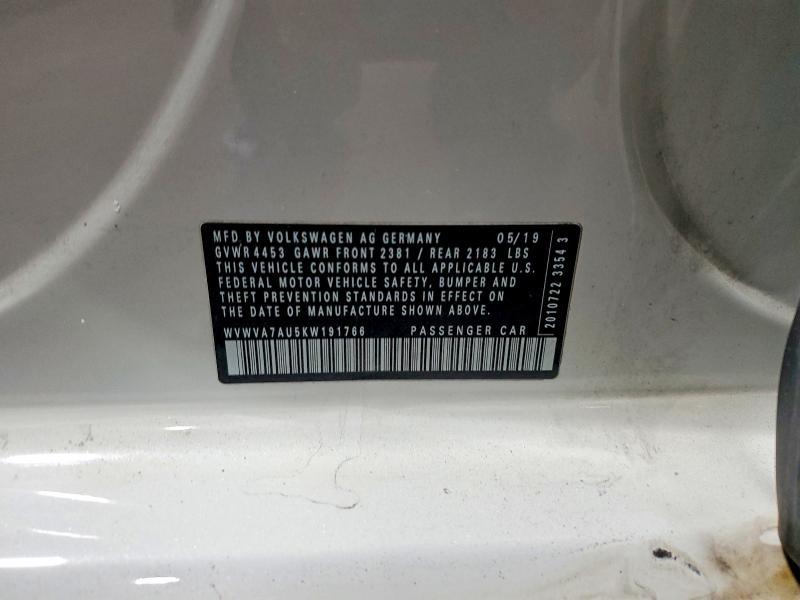 MFD. BY VOLKSWAGEN AG GERMANY 05/19
GVWR 4453 GAWR FRONT 2381 / REAR 2183 LBS
THIS VEHICLE CONFORMS TO ALL APPLICABLE U.S.
FEDERAL MOTOR VEHICLE SAFETY, BUMPER AND
THEFT PREVENTION STANDARDS IN EFFECT ON
THE DATE OF MANUFACTURE SHOWN ABOVE.
WVWVA7AU5KW191766 PASSENGER CAR
2010722 3354 3